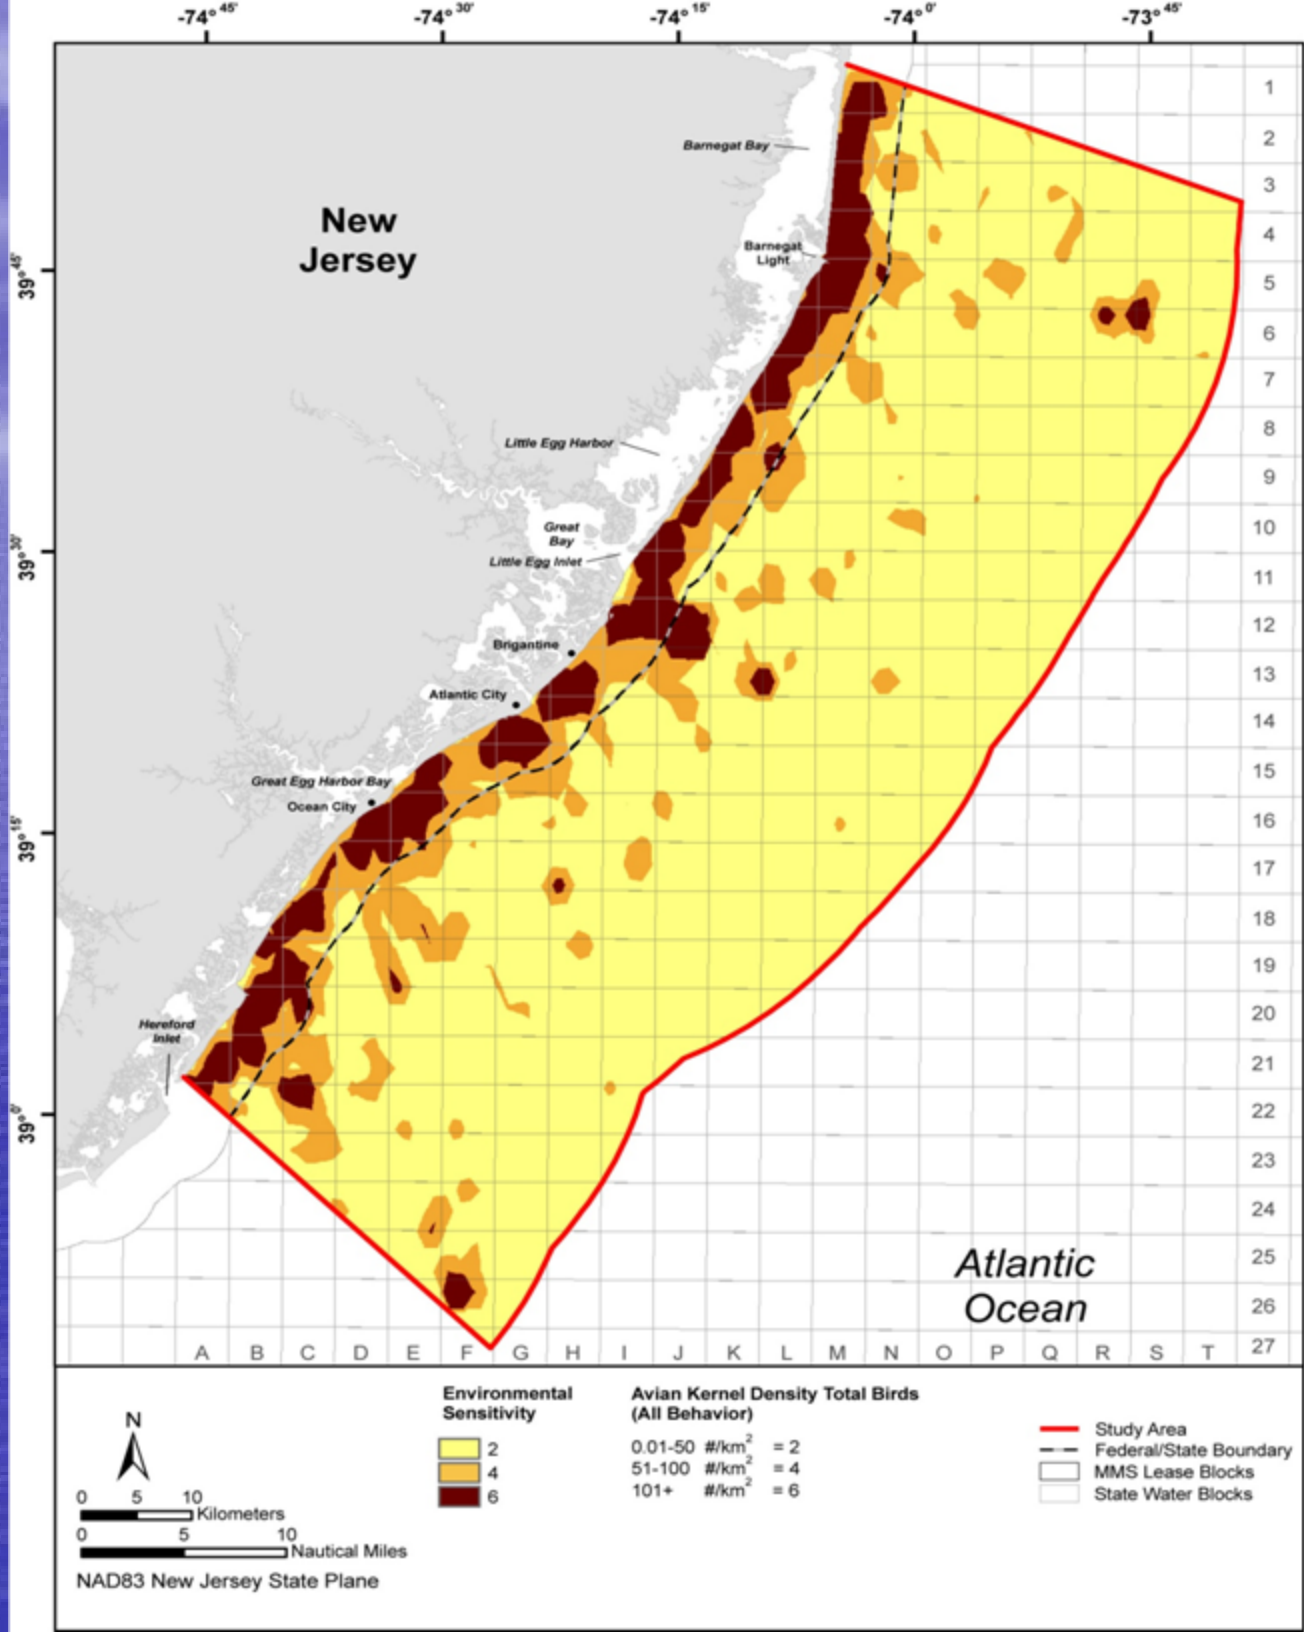 -74° 45'
-74° 30'
-74° 15'
-74° 0'
-73° 45'
1
2
Barnegat Bay
3
New
Jersey
4
Barnegat
Light
39° 45'
5
6
7
8
Little Egg Harbor
9
10
Great
Bay
39° 30'
Little Egg Inlet
11
12
Brigantine
13
Atlantic City
14
15
Great Egg Harbor Bay
Ocean City
39° 15'
16
17
18
19
20
Hereford
Inlet
21
39° 0'
22
23
24
25
Atlantic
Ocean
26
27
A B C D E F G H I J K L M N O P Q R S T
Environmental
Sensitivity
2
4
6
Avian Kernel Density Total Birds
(All Behavior)
0.01-50 #/km² = 2
51-100 #/km² = 4
101+ #/km² = 6
Study Area
Federal/State Boundary
MMS Lease Blocks
State Water Blocks
N
0 5 10
Kilometers
0 5 10
Nautical Miles
NAD83 New Jersey State Plane